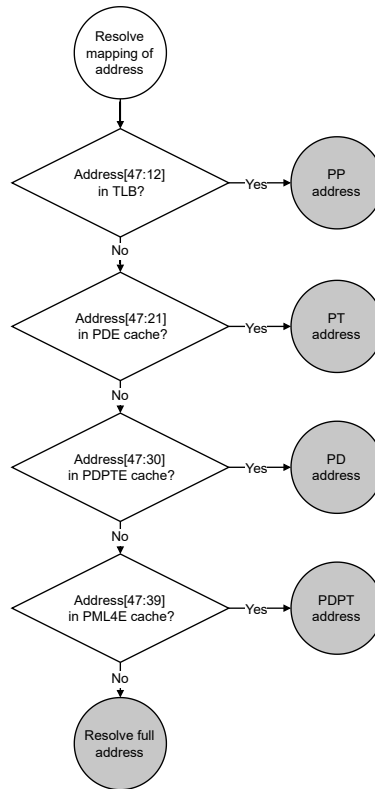 Resolve
mapping of
address
Address[47:12]
in TLB?
Yes
PP
address
No
Address[47:21]
in PDE cache?
Yes
PT
address
No
Address[47:30]
in PDPTE cache?
Yes
PD
address
No
Address[47:39]
in PML4E cache?
Yes
PDPT
address
No
Resolve full
address